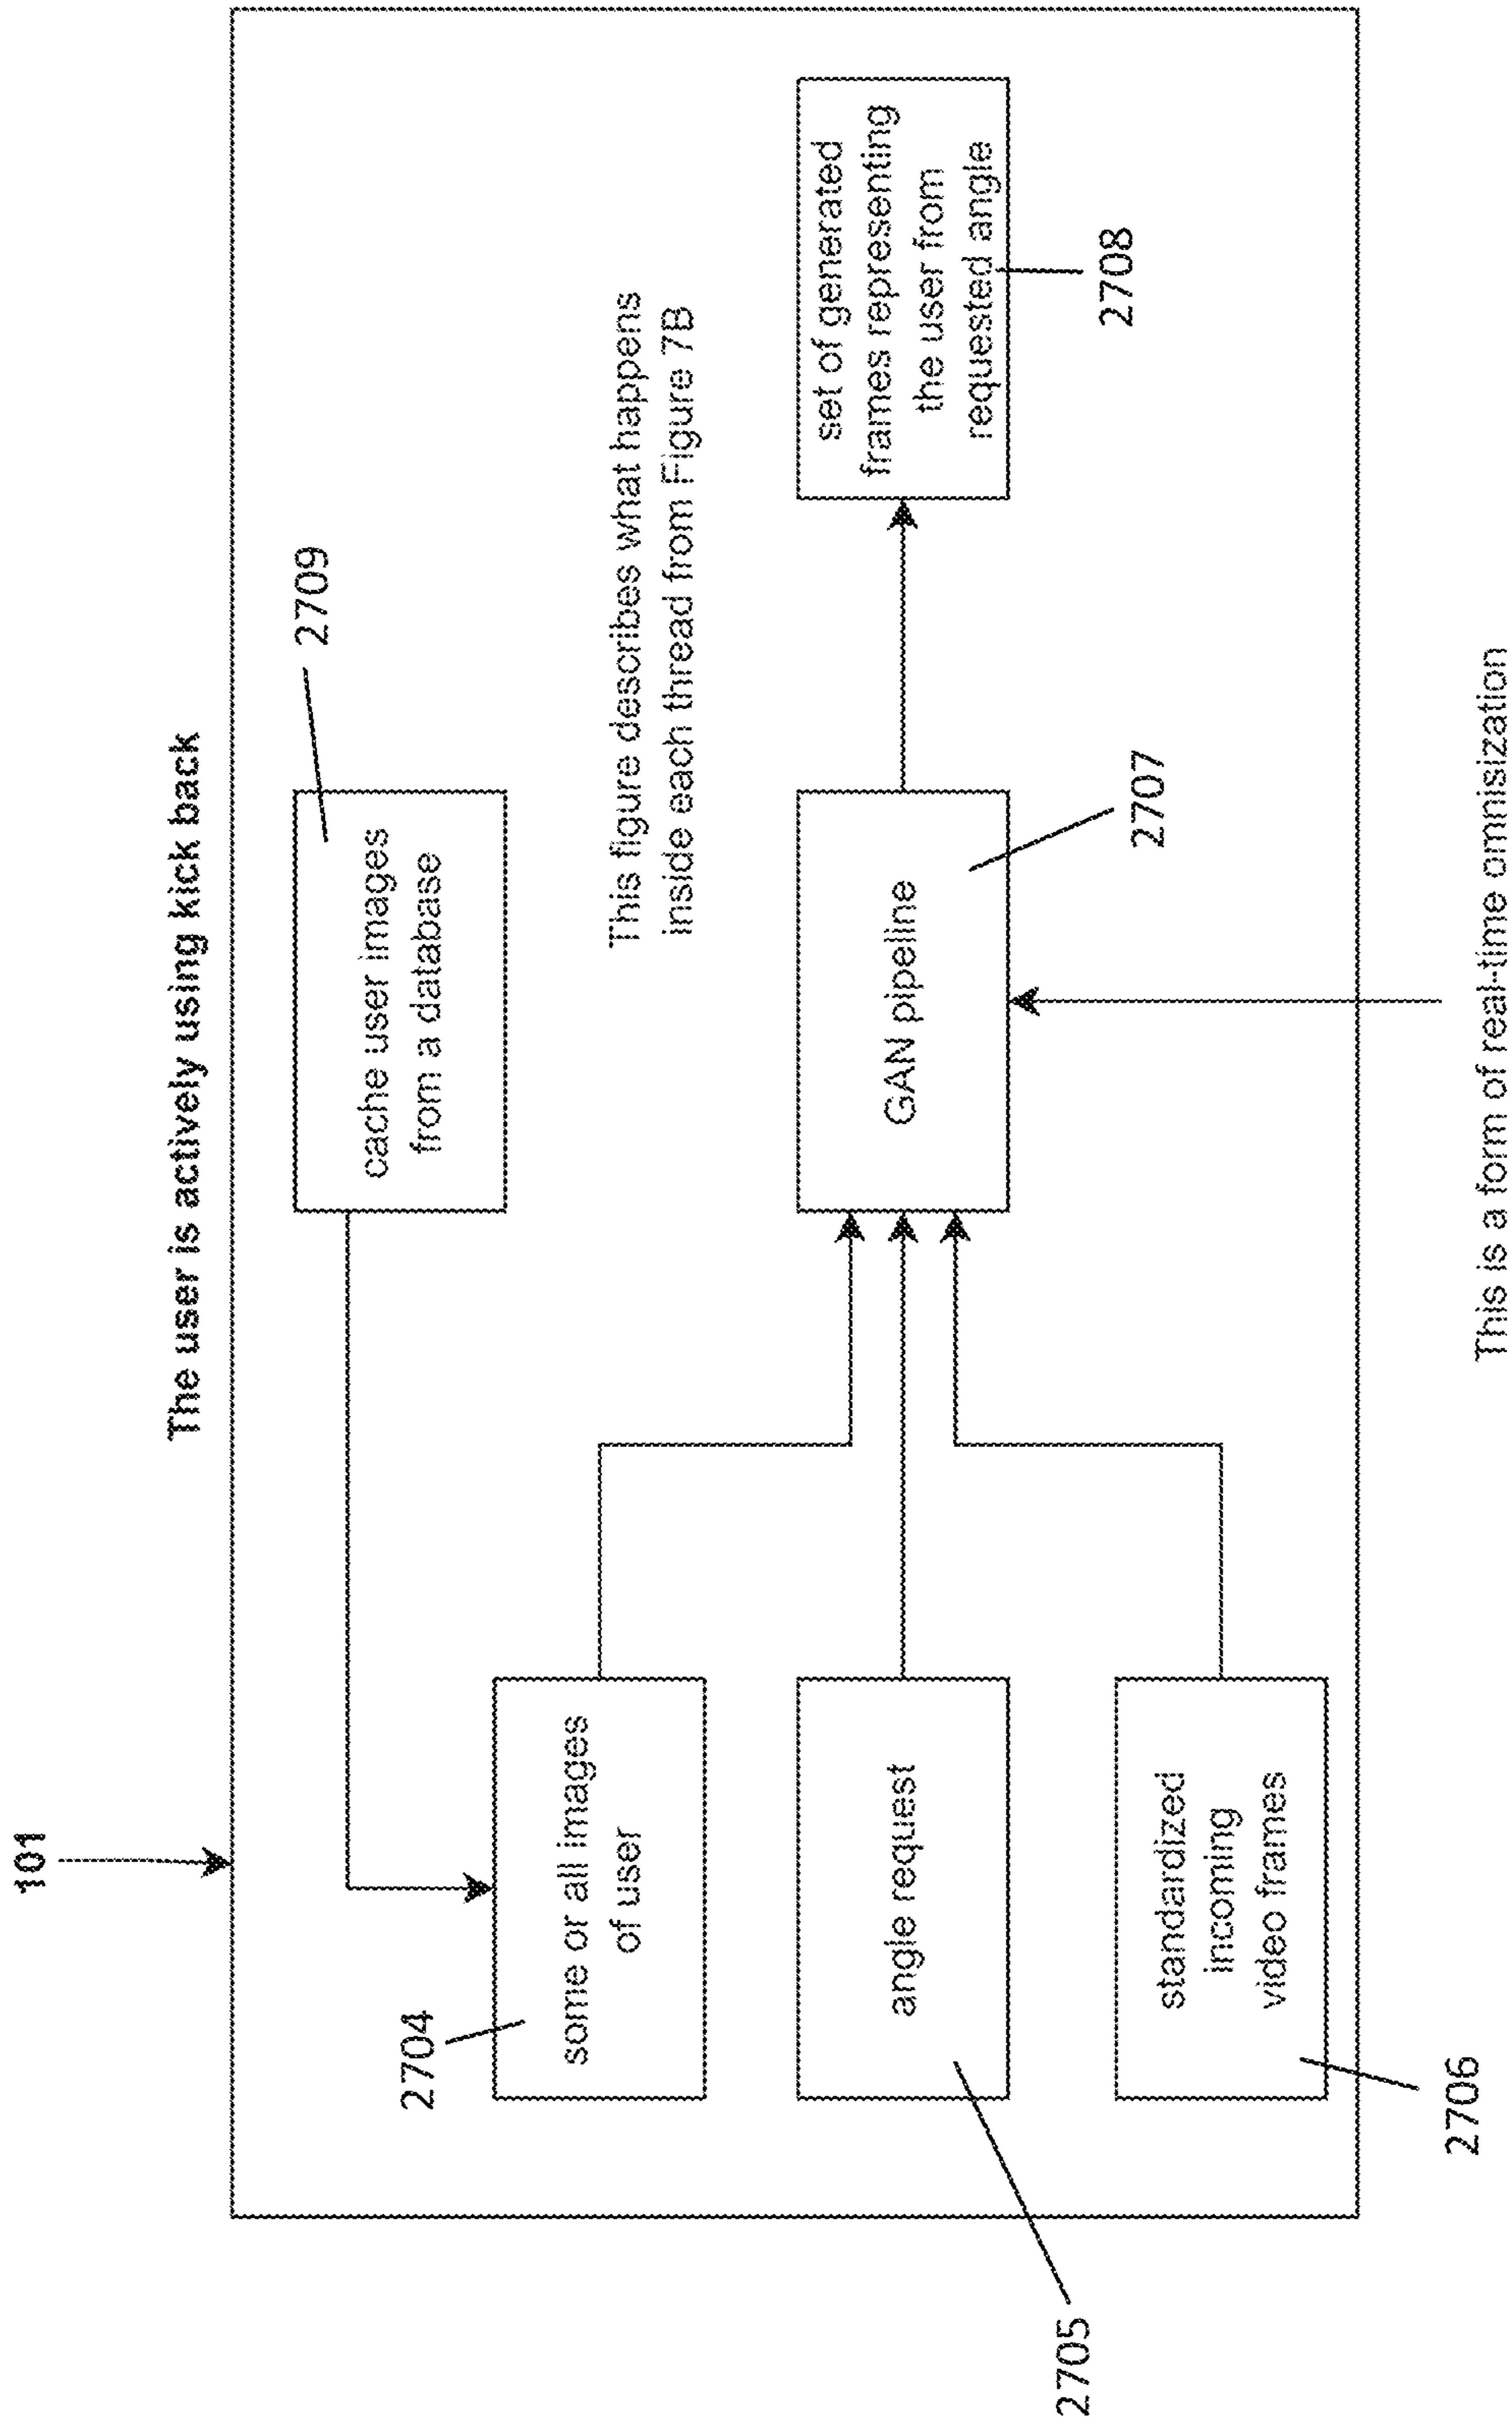 101
The user is actively using kick back
2709
cache user images
from a database
This figure describes what happens
inside each thread from Figure 7B
2704
some or all images
of user
angle request
2705
standardized
incoming
video frames
2706
GAN pipeline
2707
set of generated
frames representing
the user from
requested angle
2708
This is a form of real-time omnisization